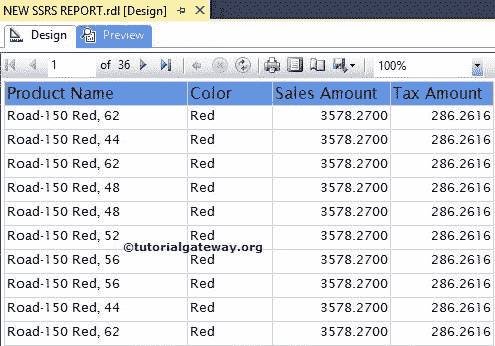 NEW SSRS REPORT.rdl [Design]
Design Preview
1 of 36 100%
Product Name Color Sales Amount Tax Amount
Road-150 Red, 62 Red 3578.2700 286.2616
Road-150 Red, 44 Red 3578.2700 286.2616
Road-150 Red, 62 Red 3578.2700 286.2616
Road-150 Red, 48 Red 3578.2700 286.2616
Road-150 Red, 48 Red 3578.2700 286.2616
Road-150 Red, 52 Red 3578.2700 286.2616
©tutorialgateway.org
Road-150 Red, 56 Red 3578.2700 286.2616
Road-150 Red, 56 Red 3578.2700 286.2616
Road-150 Red, 44 Red 3578.2700 286.2616
Road-150 Red, 62 Red 3578.2700 286.2616